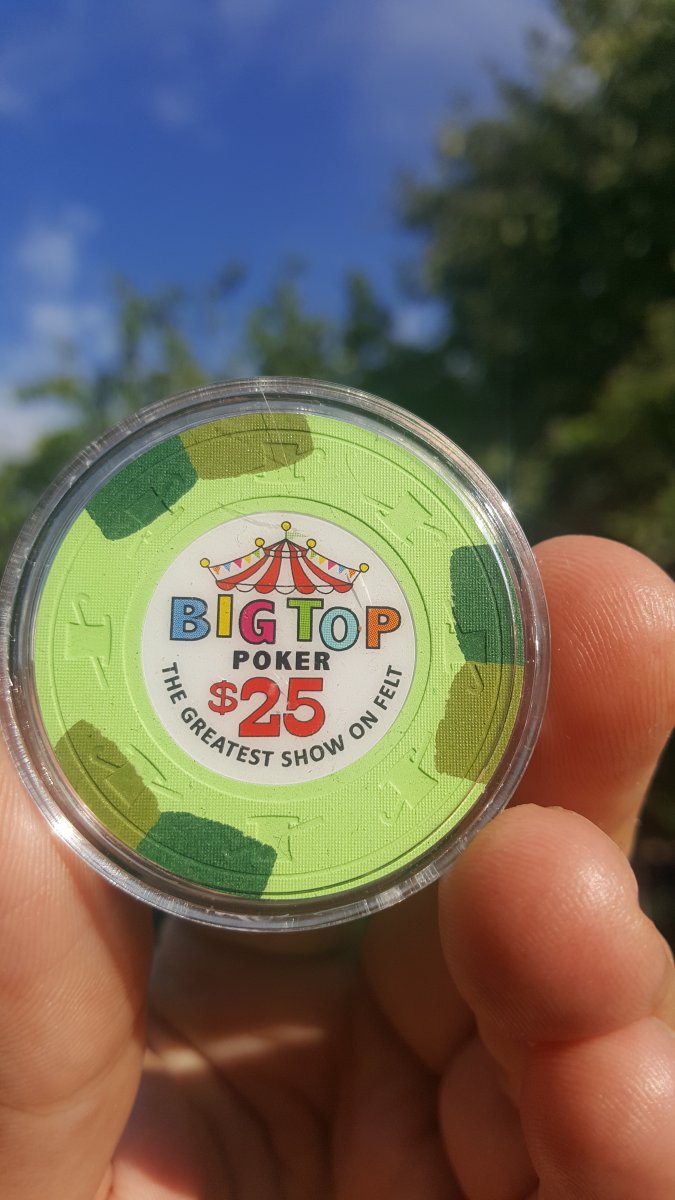 BIG TOP
POKER
$25
THE GREATEST SHOW ON FELT